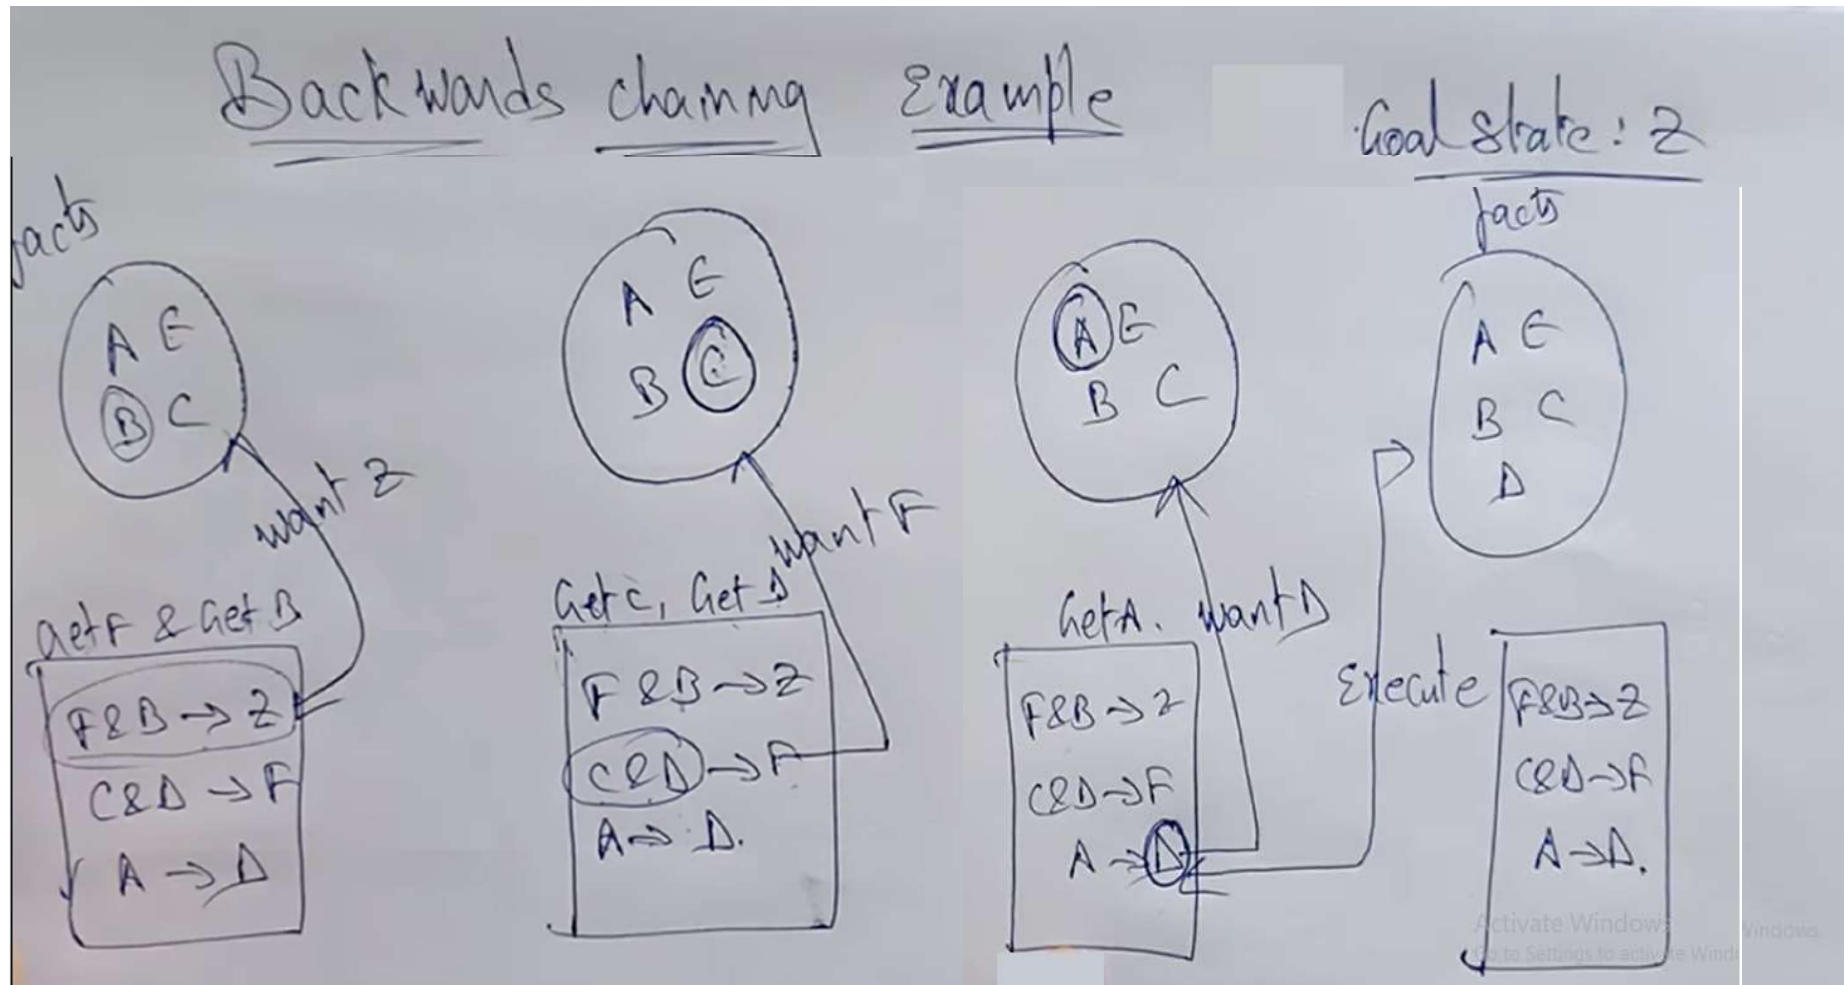 Backwards chaining Example
Goal state: Z
facts
A E
B C
want Z
Get F & Get B
F&B → Z
C&D → F
A → D
A E
B C
want F
Get C, Get D
F&B → Z
C&D → F
A → D.
A E
B C
Get A. want D
F&B → Z
C&D → F
A → D
Execute
facts
A E
B C
D
F&B → Z
C&D → F
A → D.
Activate Windows
Go to Settings to activate Wind
Windows.